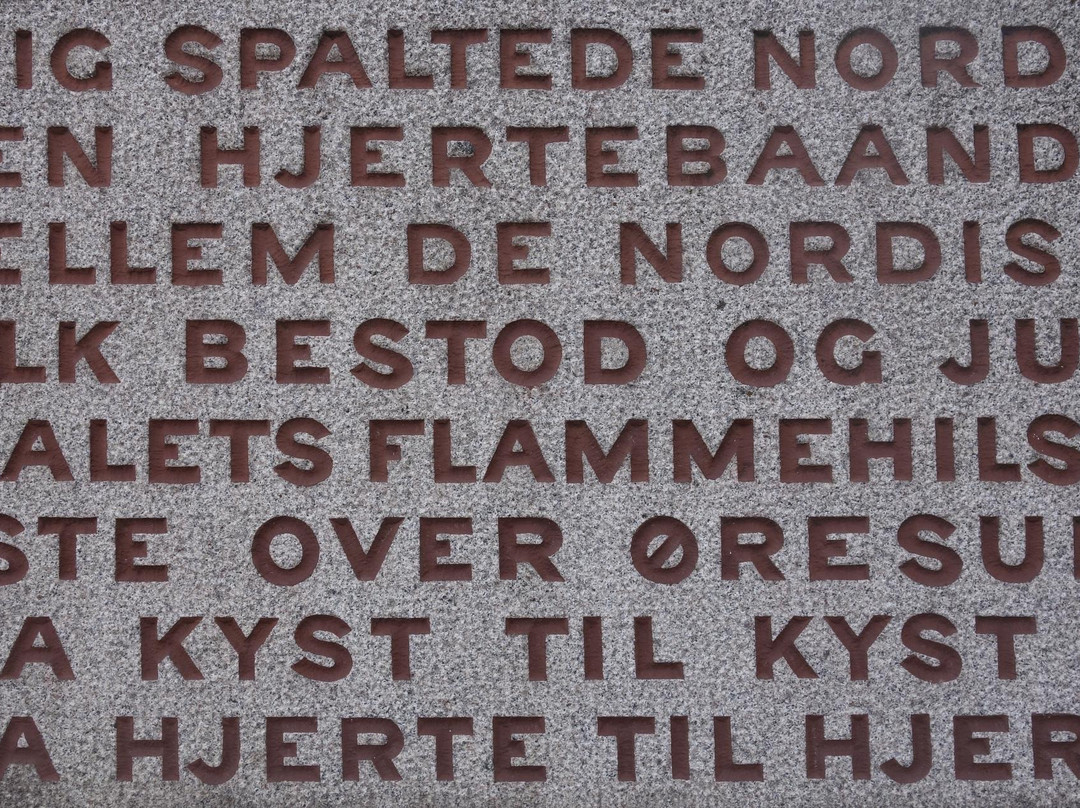 IG SPALTEDE NORD
EN HJERTEBAAND
ELLEM DE NORDIS
LK BESTOD OG JU
ALETS FLAMMEHILS
STE OVER ØRESU
A KYST TIL KYST
A HJERTE TIL HJER